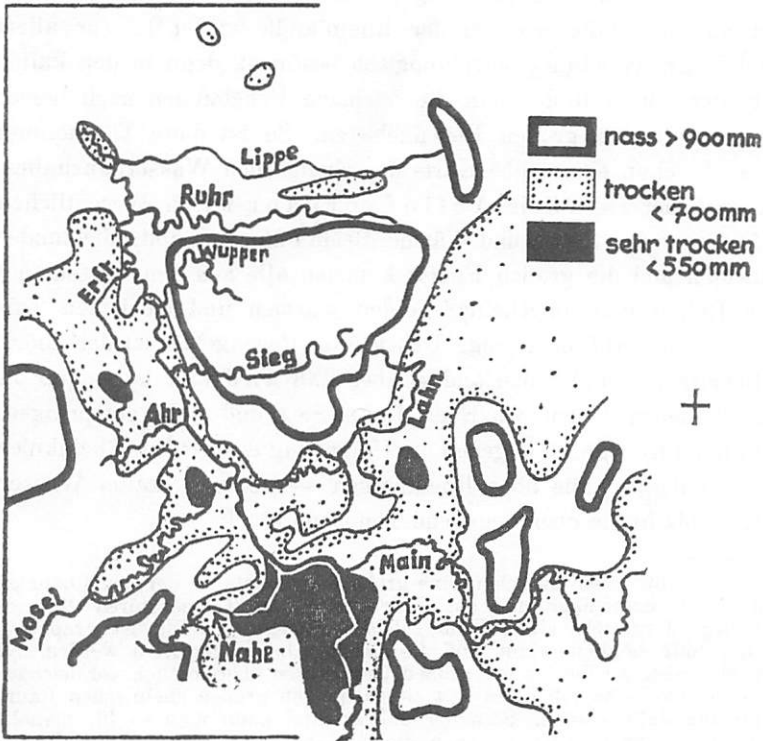 Lippe
nass > 900mm
Ruhr
trocken
< 700mm
Wupper
sehr trocken
< 550mm
Erft
Sieg
Lahn
Ahr
Main
Mosel
Nahe